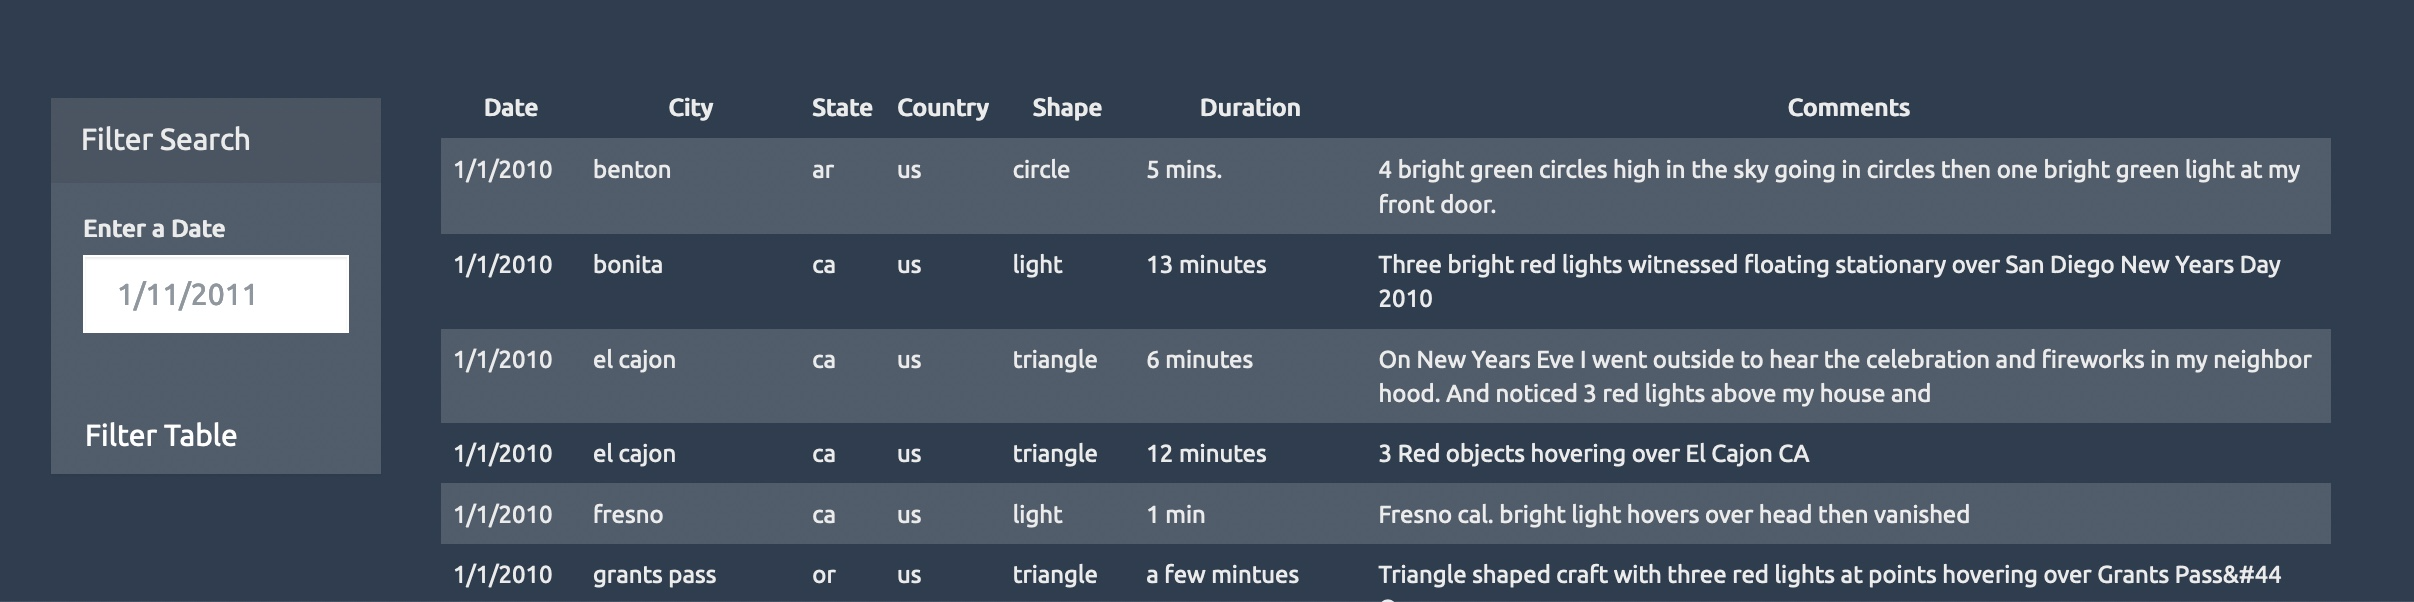 Filter Search
Enter a Date
1/11/2011
Filter Table
Date City State Country Shape Duration Comments
1/1/2010 benton ar us circle 5 mins. 4 bright green circles high in the sky going in circles then one bright green light at my
front door.
1/1/2010 bonita ca us light 13 minutes Three bright red lights witnessed floating stationary over San Diego New Years Day
2010
1/1/2010 el cajon ca us triangle 6 minutes On New Years Eve I went outside to hear the celebration and fireworks in my neighbor
hood. And noticed 3 red lights above my house and
1/1/2010 el cajon ca us triangle 12 minutes 3 Red objects hovering over El Cajon CA
1/1/2010 fresno ca us light 1 min Fresno cal. bright light hovers over head then vanished
1/1/2010 grants pass or us triangle a few mintues Triangle shaped craft with three red lights at points hovering over Grants Pass&#44